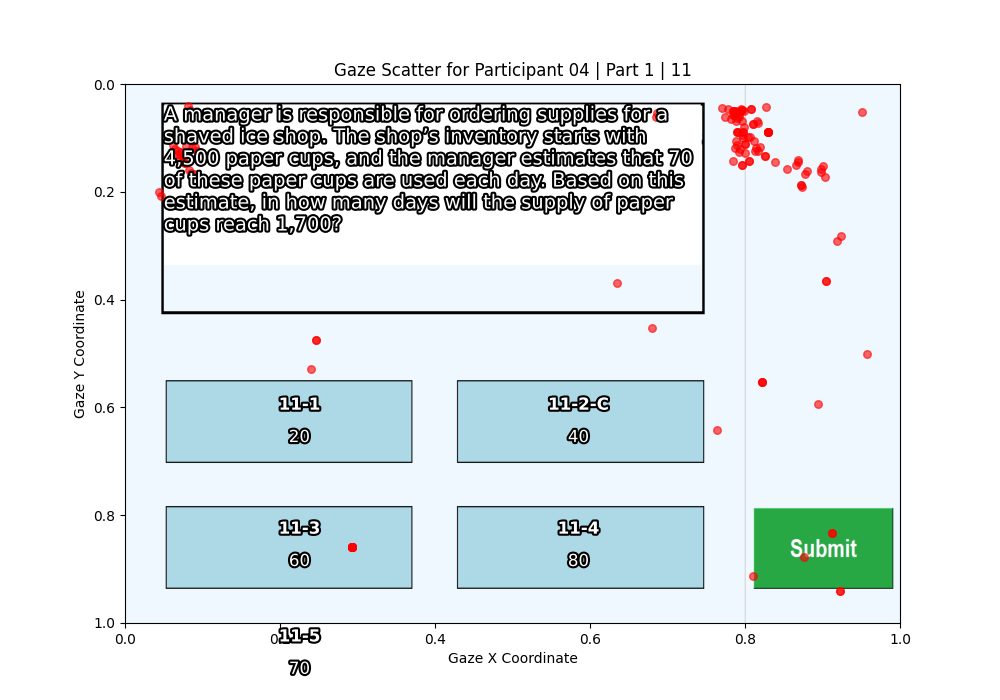 Gaze Scatter for Participant 04 | Part 1 | 11
A manager is responsible for ordering supplies for a
shaved ice shop. The shop’s inventory starts with
4,500 paper cups, and the manager estimates that 70
of these paper cups are used each day. Based on this
estimate, in how many days will the supply of paper
cups reach 1,700?
11-1
20
11-2-C
40
11-3
60
11-4
80
Submit
11-5
70
0.0
0.2
0.4
0.6
0.8
1.0
Gaze Y Coordinate
0.0
0.2
0.4
0.6
0.8
1.0
Gaze X Coordinate